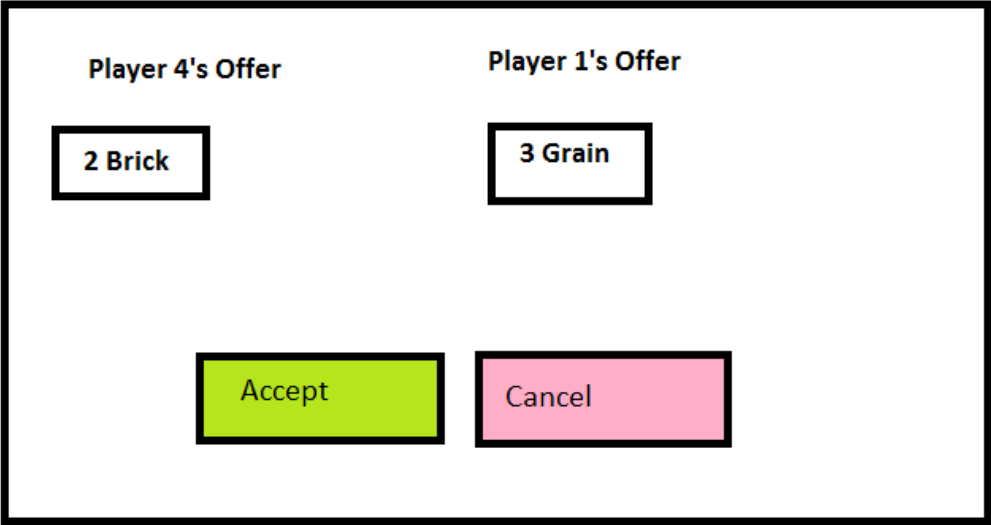 Player 4's Offer
Player 1's Offer
2 Brick
3 Grain
Accept
Cancel